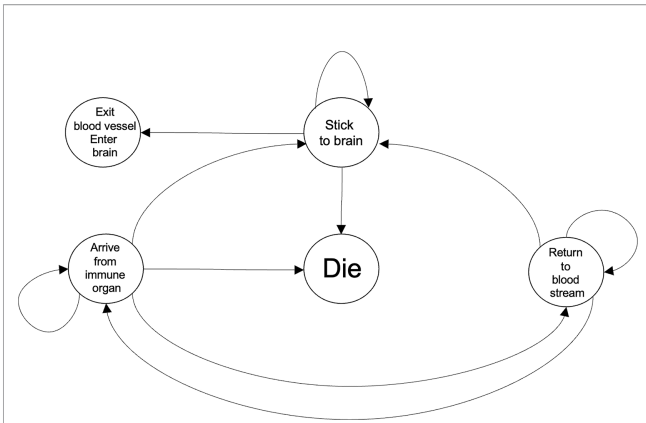 Exit
blood vessel
Enter
brain
Stick
to brain
Arrive
from
immune
organ
Die
Return
to
blood
stream